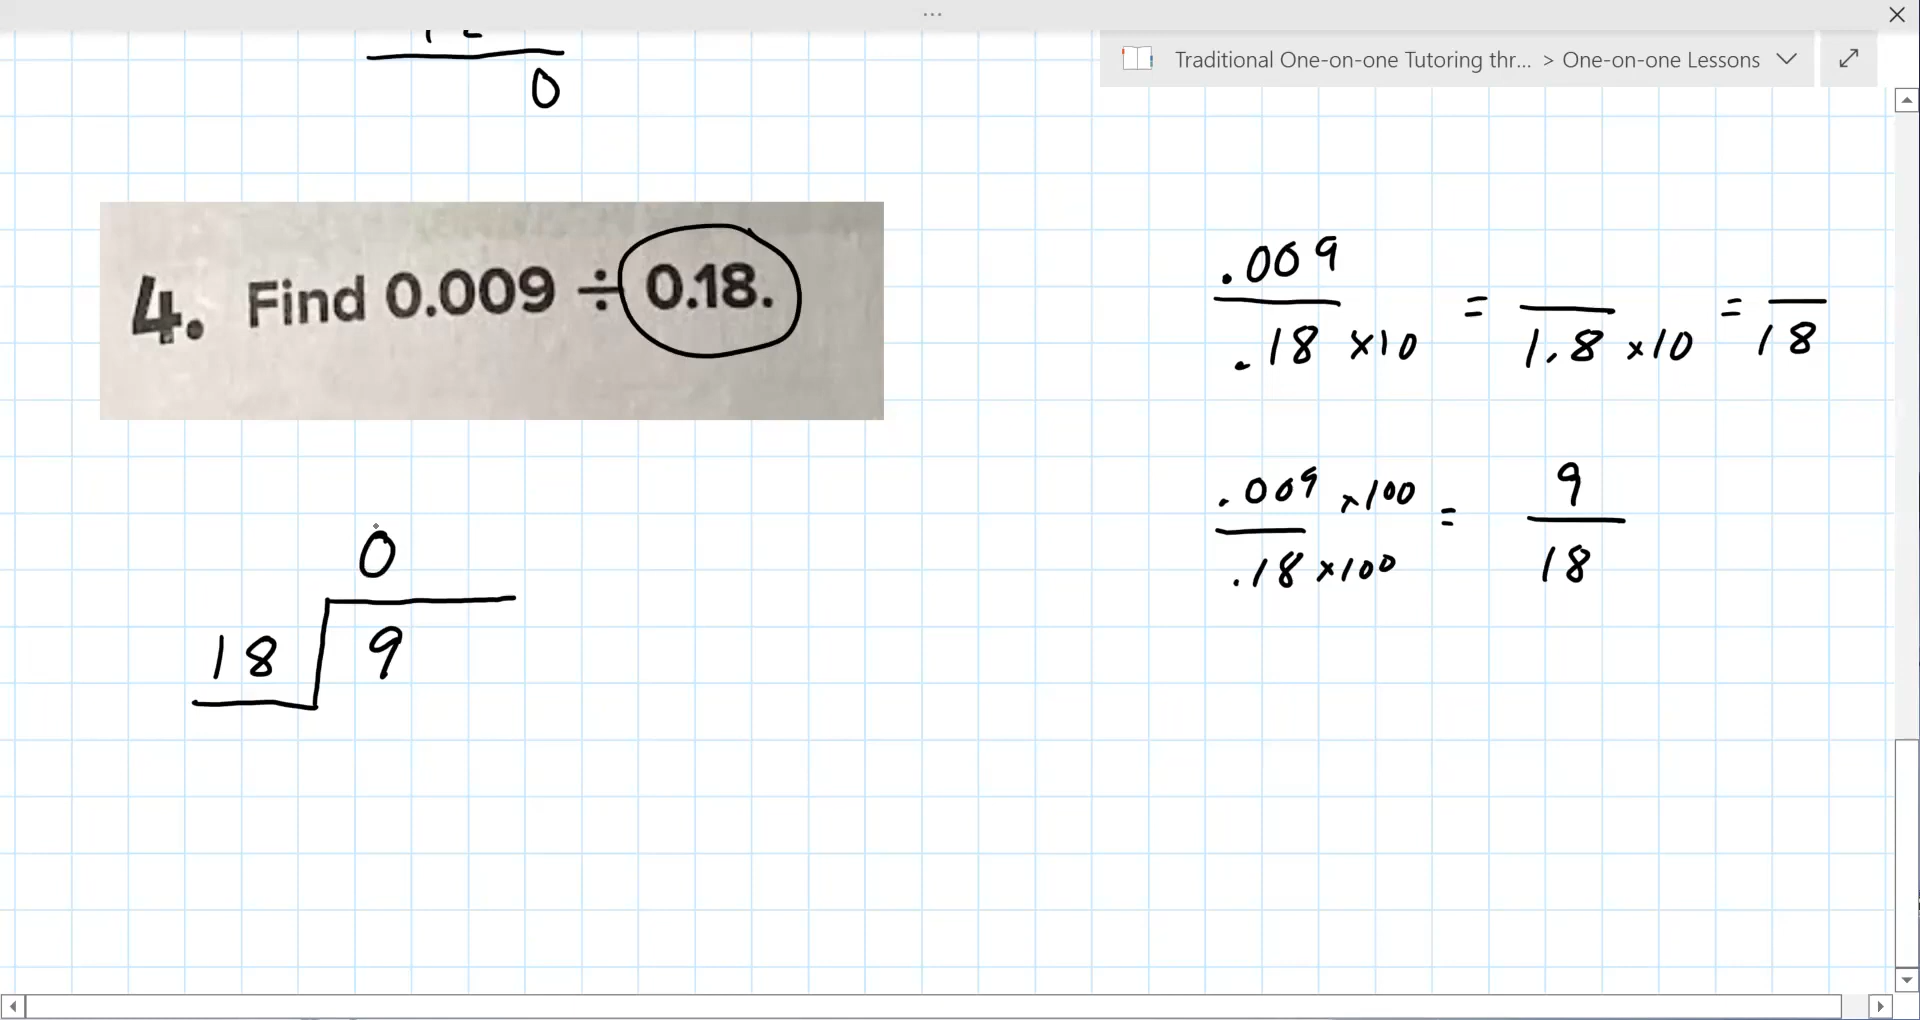 ...
Traditional One-on-one Tutoring thr... > One-on-one Lessons
0
4. Find 0.009 ÷ 0.18.
.009
.18 ×10 = 1.8 ×10 = 18
.009 ×100 = 9
.18 ×100 18
0
18 9